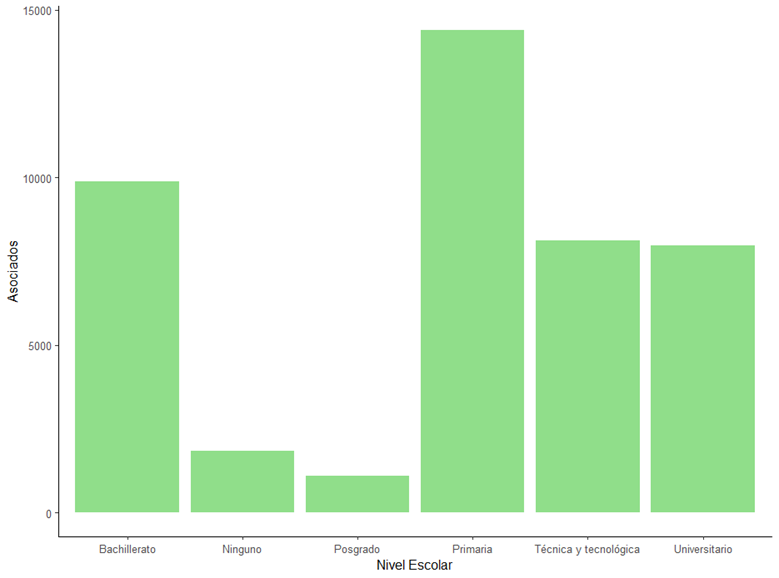 15000
10000
5000
0
Asociados
Bachillerato
Ninguno
Posgrado
Primaria
Técnica y tecnológica
Universitario
Nivel Escolar